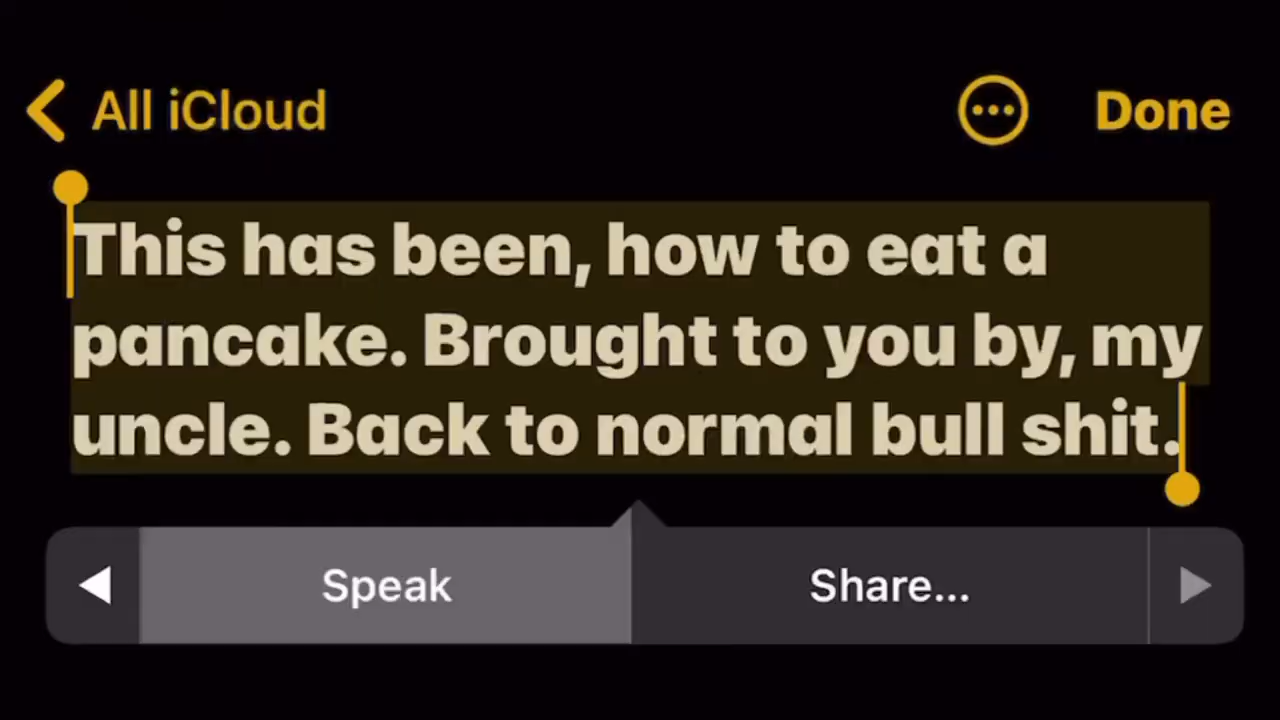 All iCloud
Done
This has been, how to eat a
pancake. Brought to you by, my
uncle. Back to normal bull shit.
Speak
Share...